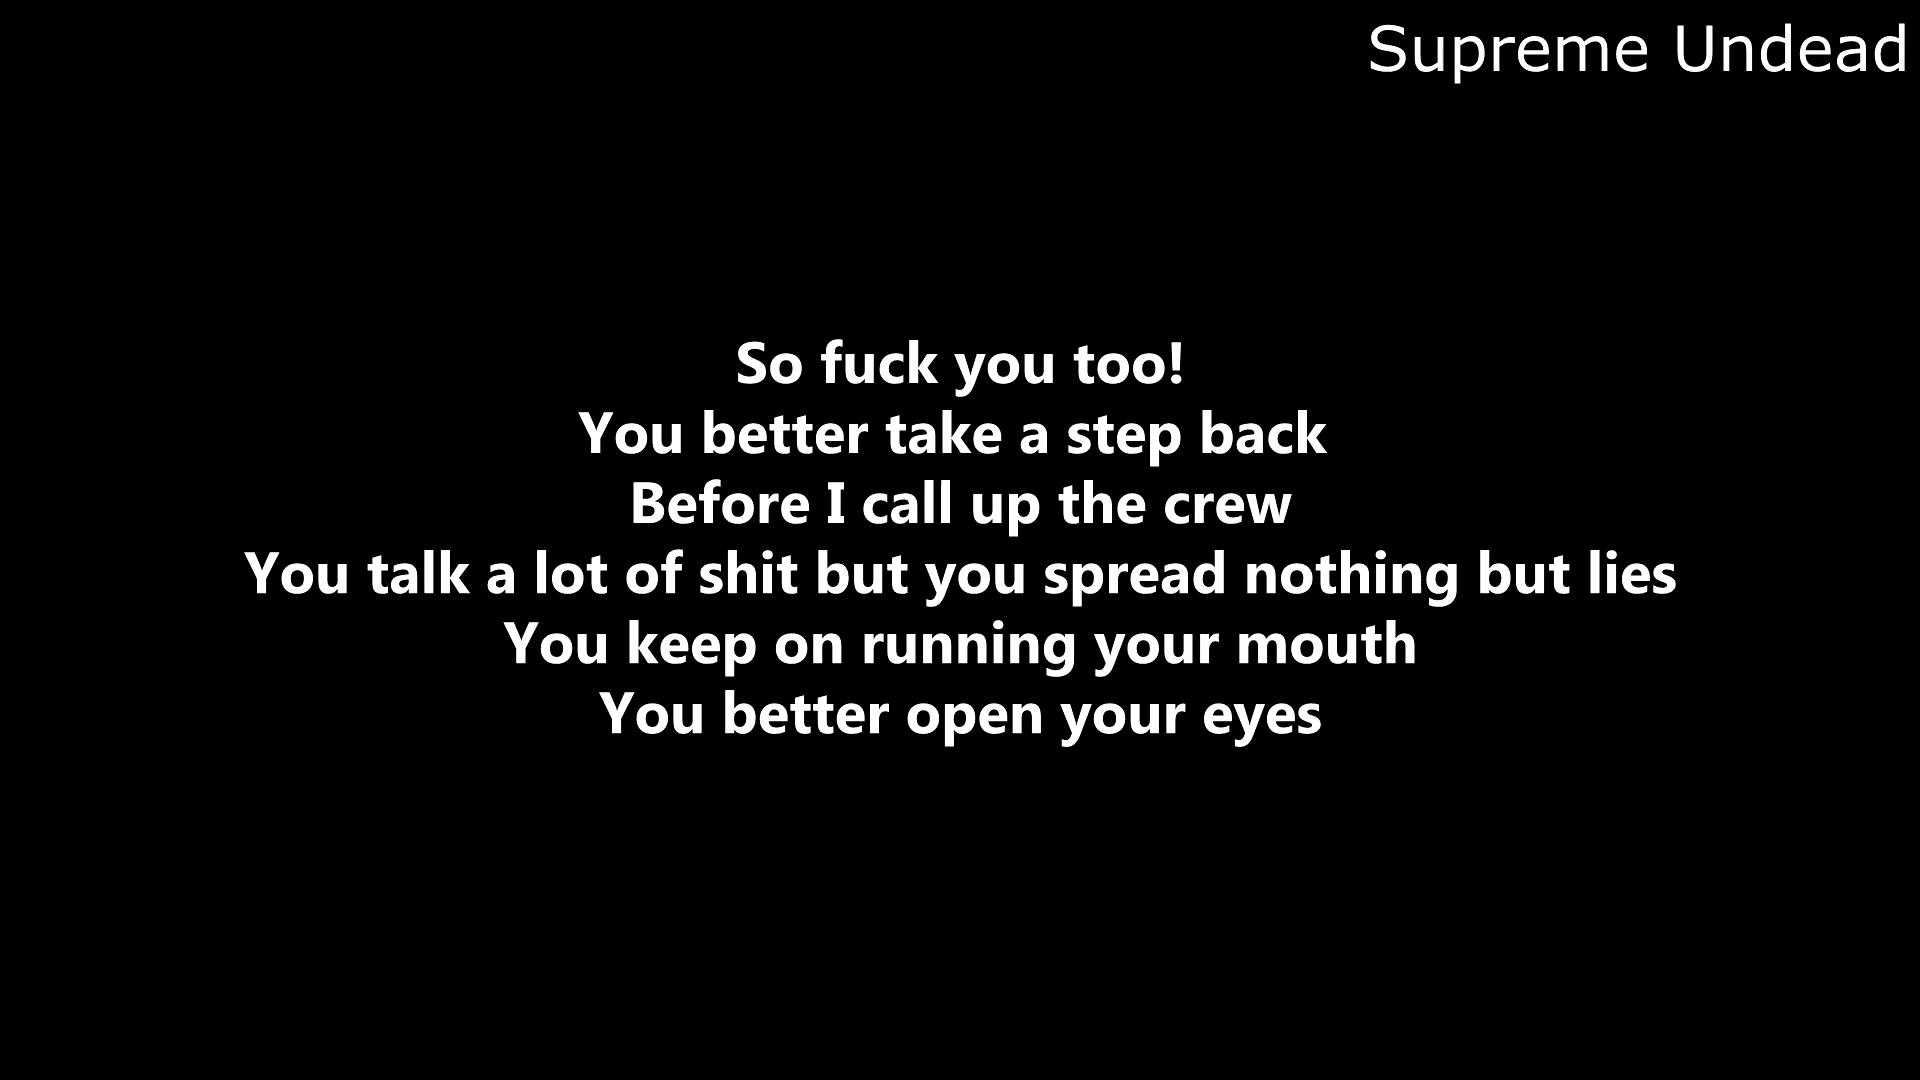 Supreme Undead
So fuck you too!
You better take a step back
Before I call up the crew
You talk a lot of shit but you spread nothing but lies
You keep on running your mouth
You better open your eyes